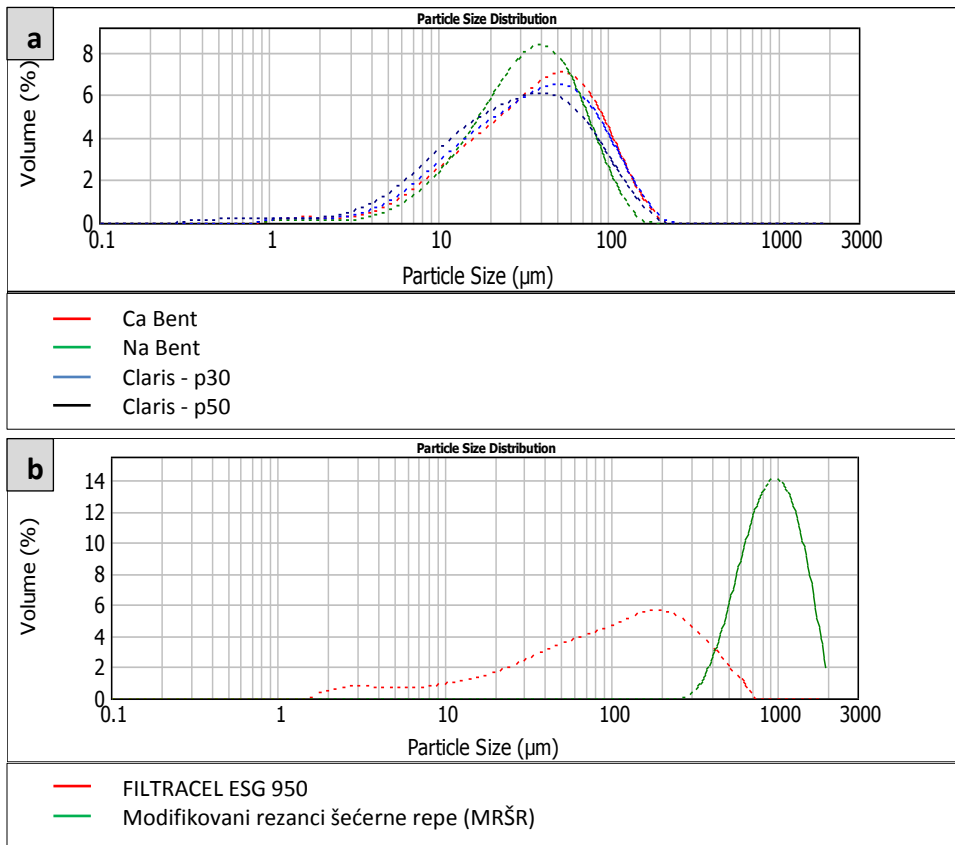 a
Particle Size Distribution
Volume (%)
8
6
4
2
0
0.1 1 10 100 1000 3000
Particle Size (µm)
Ca Bent
Na Bent
Claris - p30
Claris - p50
b
Particle Size Distribution
Volume (%)
14
12
10
8
6
4
2
0
0.1 1 10 100 1000 3000
Particle Size (µm)
FILTRACEL ESG 950
Modifikovani rezanci šećerne repe (MRŠR)